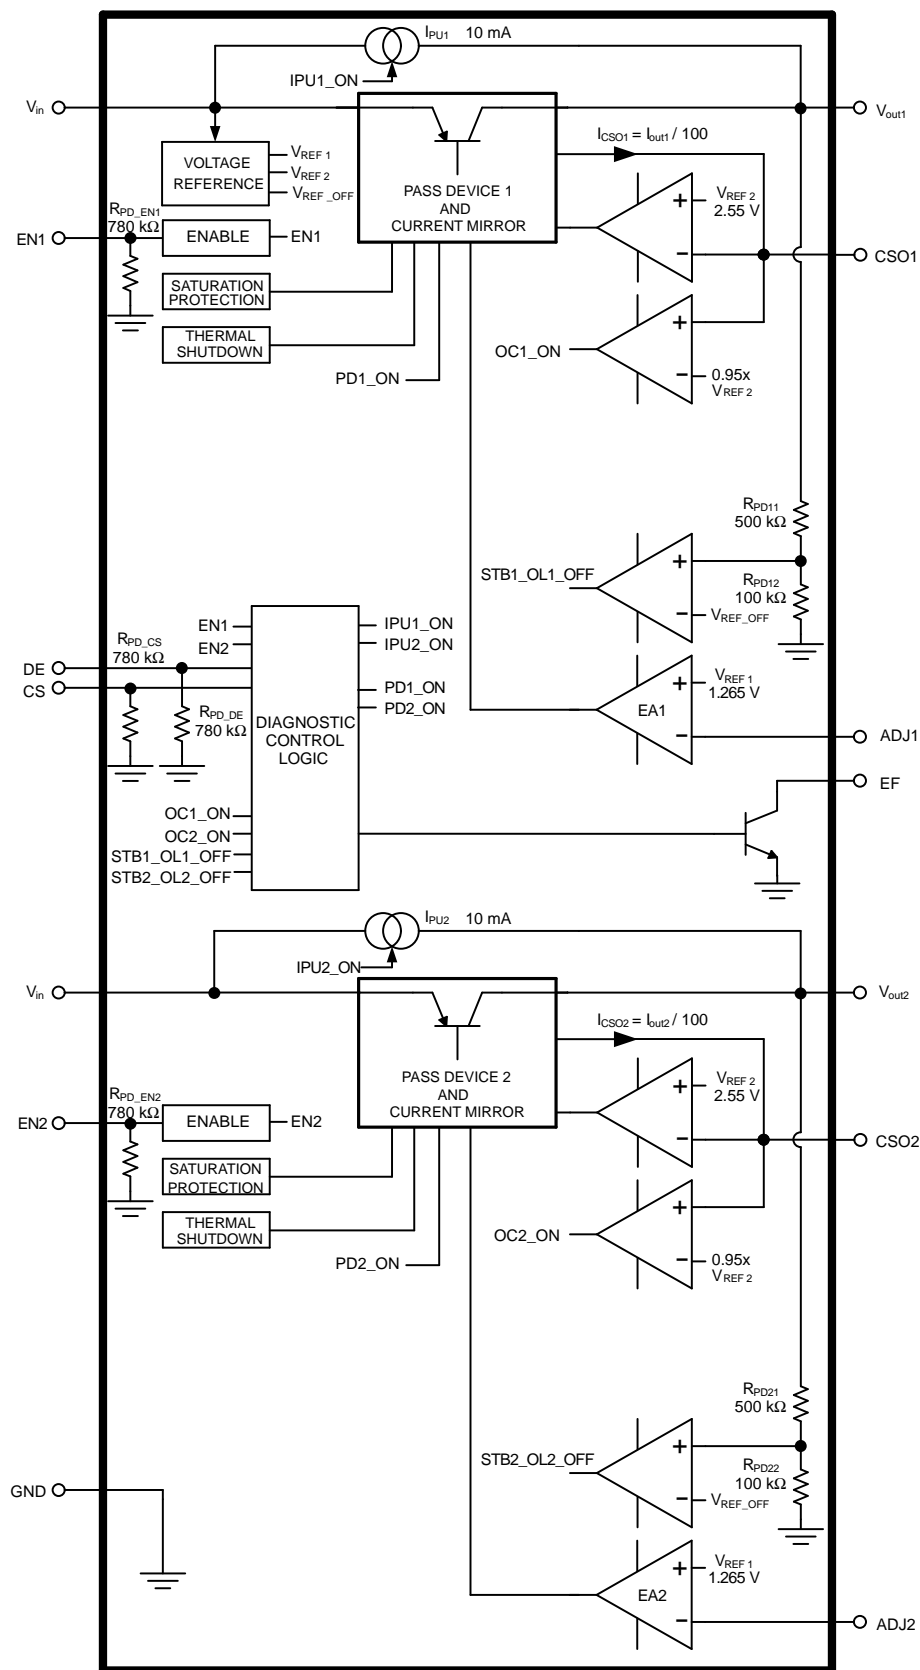 IPU1 10 mA
IPU1_ON
Vin
Vout1
ICSO1 = Iout1 / 100
VOLTAGE
REFERENCE
VREF 1
VREF 2
VREF_OFF
PASS DEVICE 1
AND
CURRENT MIRROR
VREF 2
2.55 V
RPD_EN1
780 kΩ
EN1
ENABLE
EN1
CSO1
SATURATION
PROTECTION
THERMAL
SHUTDOWN
PD1_ON
OC1_ON
0.95x
VREF 2
RPD11
500 kΩ
STB1_OL1_OFF
RPD12
100 kΩ
VREF_OFF
EN1
EN2
IPU1_ON
IPU2_ON
RPD_CS
780 kΩ
DE
CS
PD1_ON
PD2_ON
RPD_DE
780 kΩ
DIAGNOSTIC
CONTROL
LOGIC
VREF 1
1.265 V
EA1
ADJ1
EF
OC1_ON
OC2_ON
STB1_OL1_OFF
STB2_OL2_OFF
IPU2 10 mA
IPU2_ON
Vin
Vout2
ICSO2 = Iout2 / 100
PASS DEVICE 2
AND
CURRENT MIRROR
VREF 2
2.55 V
RPD_EN2
780 kΩ
EN2
ENABLE
EN2
CSO2
SATURATION
PROTECTION
THERMAL
SHUTDOWN
PD2_ON
OC2_ON
0.95x
VREF 2
RPD21
500 kΩ
STB2_OL2_OFF
RPD22
100 kΩ
VREF_OFF
GND
VREF 1
1.265 V
EA2
ADJ2